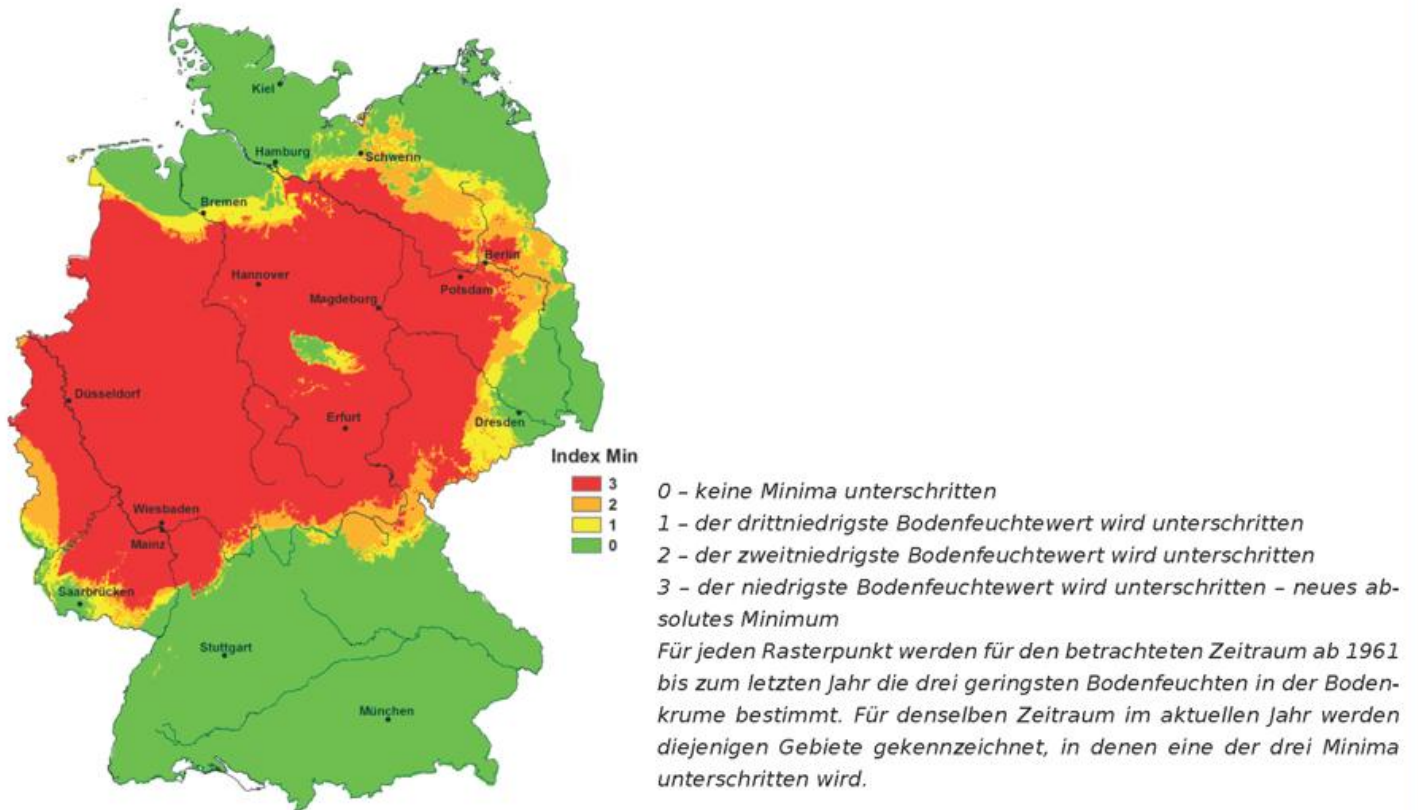 Kiel
Hamburg
Schwerin
Bremen
Berlin
Hannover
Potsdam
Magdeburg
Düsseldorf
Erfurt
Dresden
Wiesbaden
Mainz
Saarbrücken
Stuttgart
München
Index Min
3
2
1
0
0 – keine Minima unterschritten
1 – der drittniedrigste Bodenfeuchtewert wird unterschritten
2 – der zweitniedrigste Bodenfeuchtewert wird unterschritten
3 – der niedrigste Bodenfeuchtewert wird unterschritten – neues ab-
solutes Minimum
Für jeden Rasterpunkt werden für den betrachteten Zeitraum ab 1961
bis zum letzten Jahr die drei geringsten Bodenfeuchten in der Boden-
krume bestimmt. Für denselben Zeitraum im aktuellen Jahr werden
diejenigen Gebiete gekennzeichnet, in denen eine der drei Minima
unterschritten wird.